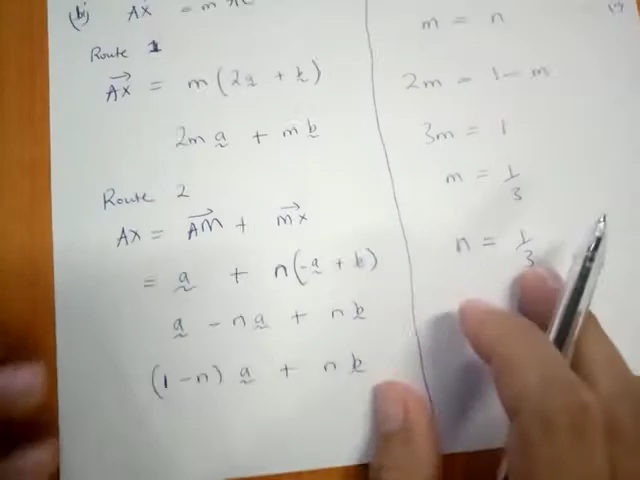 (b) AX = m AC
Route 1
AX = m(2a + b)
2m a + m b
Route 2
AX = AM + MX
= a + n(-a + b)
a - na + nb
(1-n) a + n b
m = n
2m = 1 - m
3m = 1
m = 1/3
n = 1/3